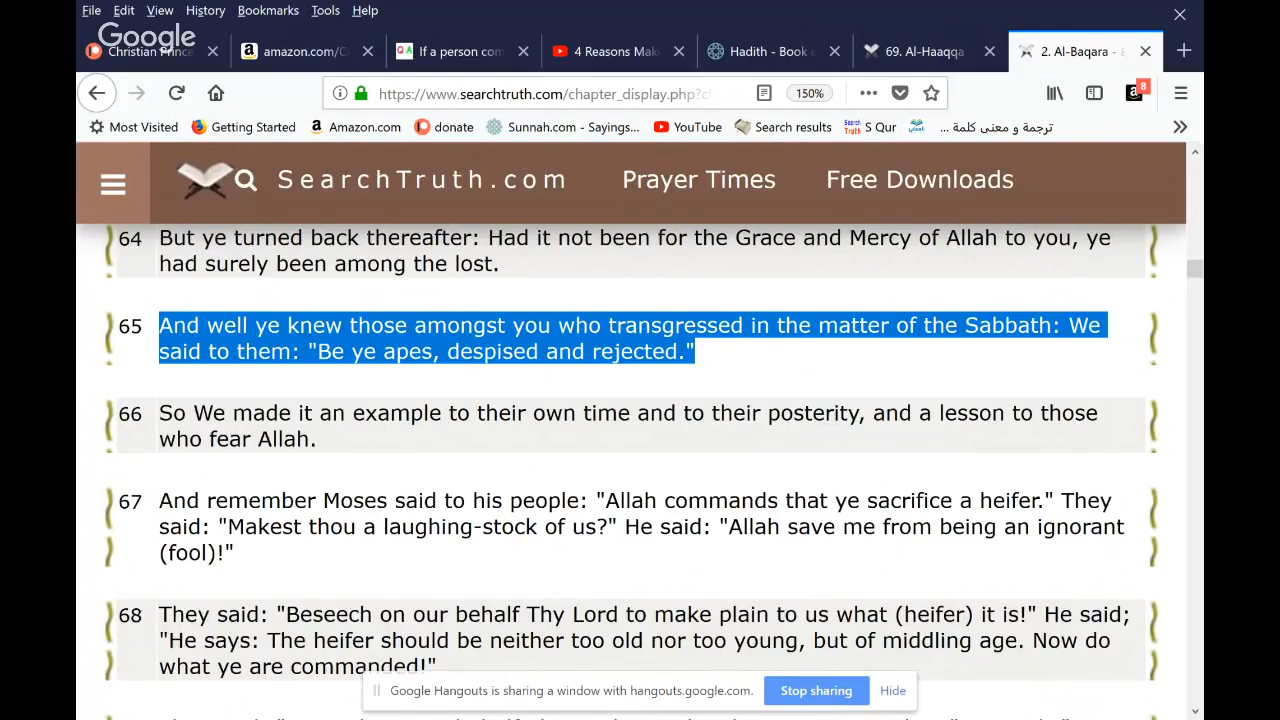 File Edit View History Bookmarks Tools Help
Google
Christian Prince
amazon.com/C
If a person com
4 Reasons Mak
Hadith - Book
69. Al-Haaqqa
2. Al-Baqara -
https://www.searchtruth.com/chapter_display.php?ch
150%
8
Most Visited Getting Started Amazon.com donate Sunnah.com - Sayings... YouTube Search results Search Truth S Qur ترجمة و معنى كلمة ...
SearchTruth.com Prayer Times Free Downloads
64 But ye turned back thereafter: Had it not been for the Grace and Mercy of Allah to you, ye
had surely been among the lost.
65 And well ye knew those amongst you who transgressed in the matter of the Sabbath: We
said to them: "Be ye apes, despised and rejected."
66 So We made it an example to their own time and to their posterity, and a lesson to those
who fear Allah.
67 And remember Moses said to his people: "Allah commands that ye sacrifice a heifer." They
said: "Makest thou a laughing-stock of us?" He said: "Allah save me from being an ignorant
(fool)!"
68 They said: "Beseech on our behalf Thy Lord to make plain to us what (heifer) it is!" He said;
"He says: The heifer should be neither too old nor too young, but of middling age. Now do
what ye are commanded!"
Google Hangouts is sharing a window with hangouts.google.com. Stop sharing Hide